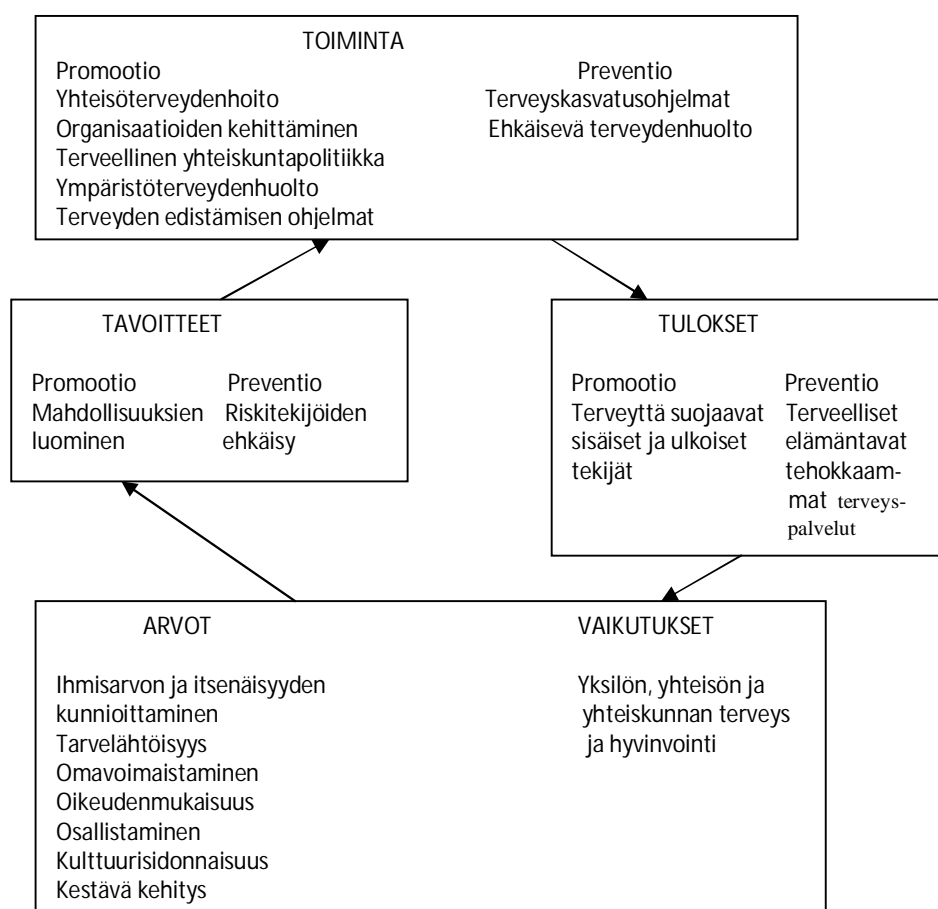 TOIMINTA
Promootio
Yhteisöterveydenhoito
Organisaatioiden kehittäminen
Terveellinen yhteiskuntapolitiikka
Ympäristöterveydenhuolto
Terveyden edistämisen ohjelmat
Preventio
Terveyskasvatusohjelmat
Ehkäisevä terveydenhuolto
TAVOITTEET
Promootio
Mahdollisuuksien
luominen
Preventio
Riskitekijöiden
ehkäisy
TULOKSET
Promootio
Terveyttä suojaavat
sisäiset ja ulkoiset
tekijät
Preventio
Terveelliset
elämäntavat
tehokkaam-
mat terveys-
palvelut
ARVOT
Ihmisarvon ja itsenäisyyden
kunnioittaminen
Tarvelähtöisyys
Omavoimaistaminen
Oikeudenmukaisuus
Osallistaminen
Kulttuurisidonnaisuus
Kestävä kehitys
VAIKUTUKSET
Yksilön, yhteisön ja
yhteiskunnan terveys
ja hyvinvointi